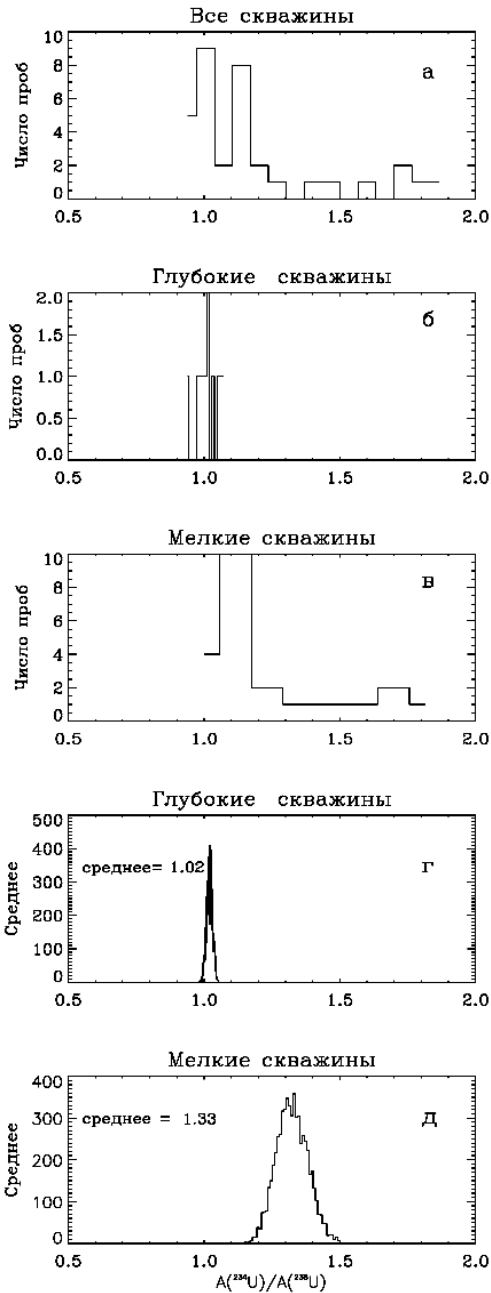 Все скважины
10
8
6
4
2
0
Число проб
а
0.5 1.0 1.5 2.0
Глубокие скважины
2.0
1.5
1.0
0.5
0.0
Число проб
б
0.5 1.0 1.5 2.0
Мелкие скважины
10
8
6
4
2
0
Число проб
в
0.5 1.0 1.5 2.0
Глубокие скважины
500
400
300
200
100
0
Среднее
среднее= 1.02
г
0.5 1.0 1.5 2.0
Мелкие скважины
400
300
200
100
0
Среднее
среднее = 1.33
д
0.5 1.0 1.5 2.0
A(²³⁴U)/A(²³⁸U)